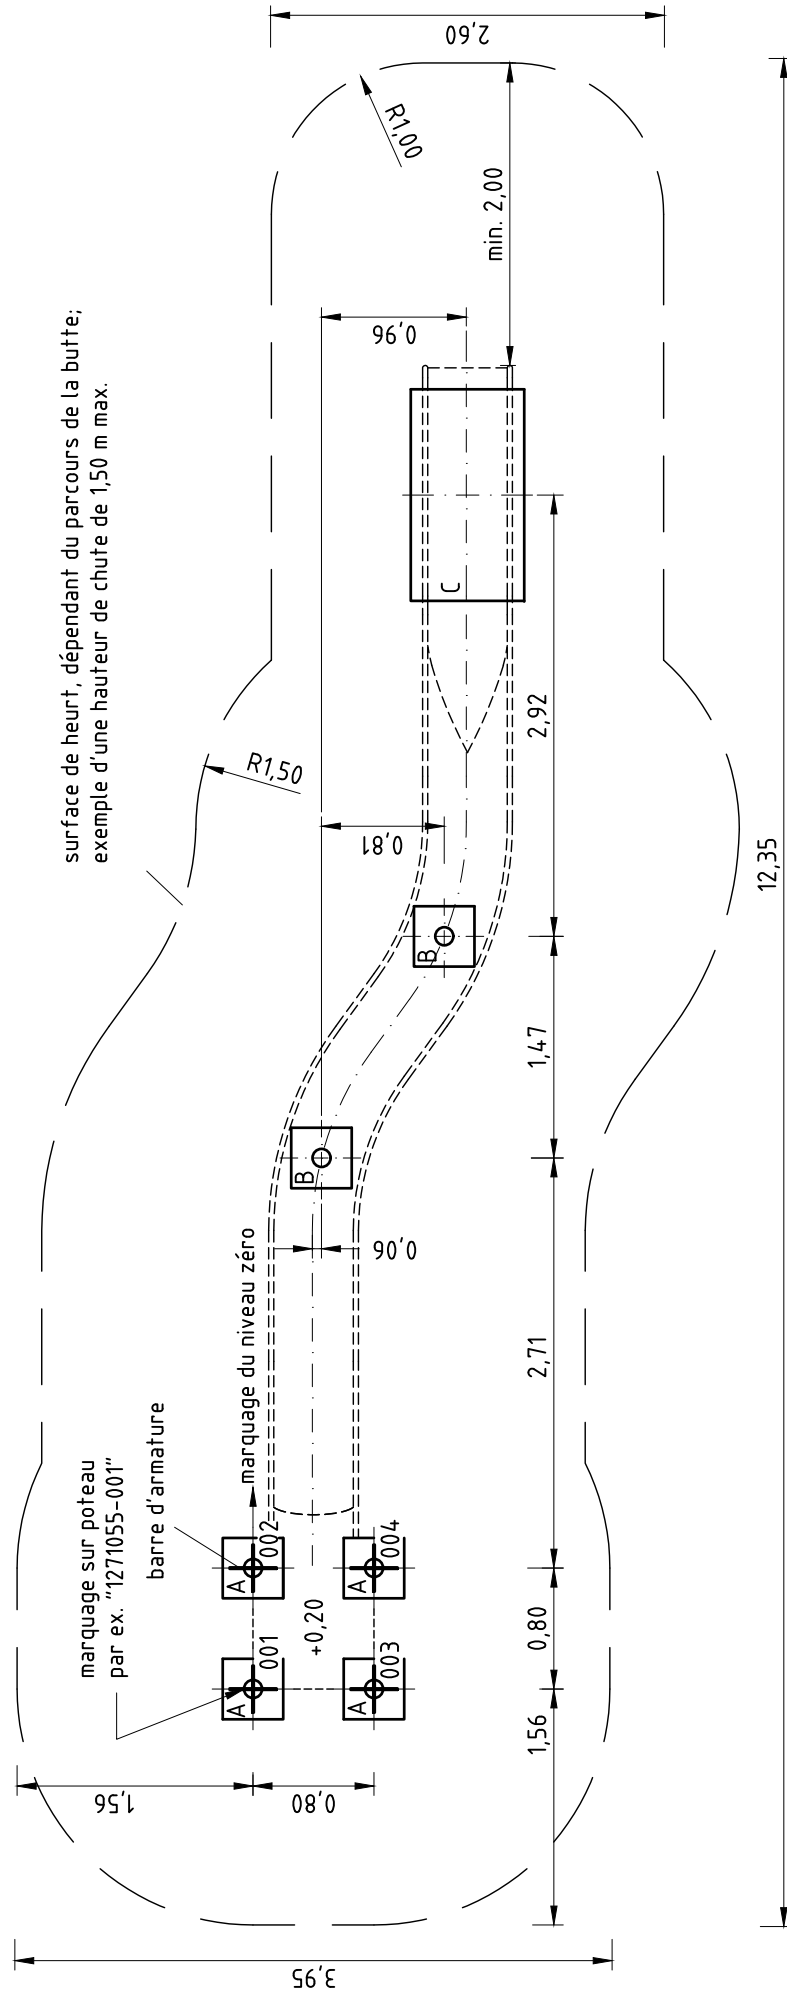 surface de heurt, dépendant du parcours de la butte;
exemple d'une hauteur de chute de 1,50 m max.
marquage sur poteau
par ex. "1271055-001"
barre d'armature
marquage du niveau zéro
R1,50
R1,00
2,60
min. 2,00
0,96
0,81
0,06
1,56
0,80
3,95
A
001
A
002
A
003
A
004
+0,20
B
B
C
1,56
0,80
2,71
1,47
2,92
12,35